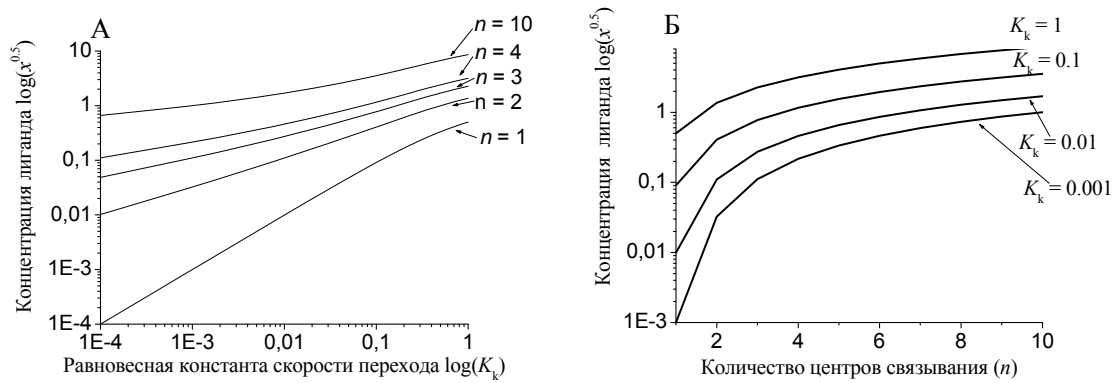 А
Концентрация лиганда log(x^0.5)
10
1
0,1
0,01
1E-3
1E-4
1E-4
1E-3
0,01
0,1
1
Равновесная константа скорости перехода log(K_k)
n = 10
n = 4
n = 3
n = 2
n = 1
Б
Концентрация лиганда log(x^0.5)
1
0,1
0,01
1E-3
2
4
6
8
10
Количество центров связывания (n)
K_k = 1
K_k = 0.1
K_k = 0.01
K_k = 0.001